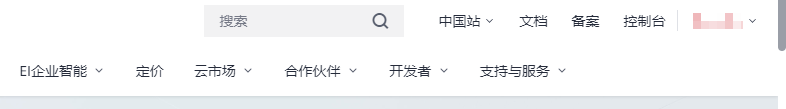 搜索 中国站 文档 备案 控制台
EI企业智能 定价 云市场 合作伙伴 开发者 支持与服务